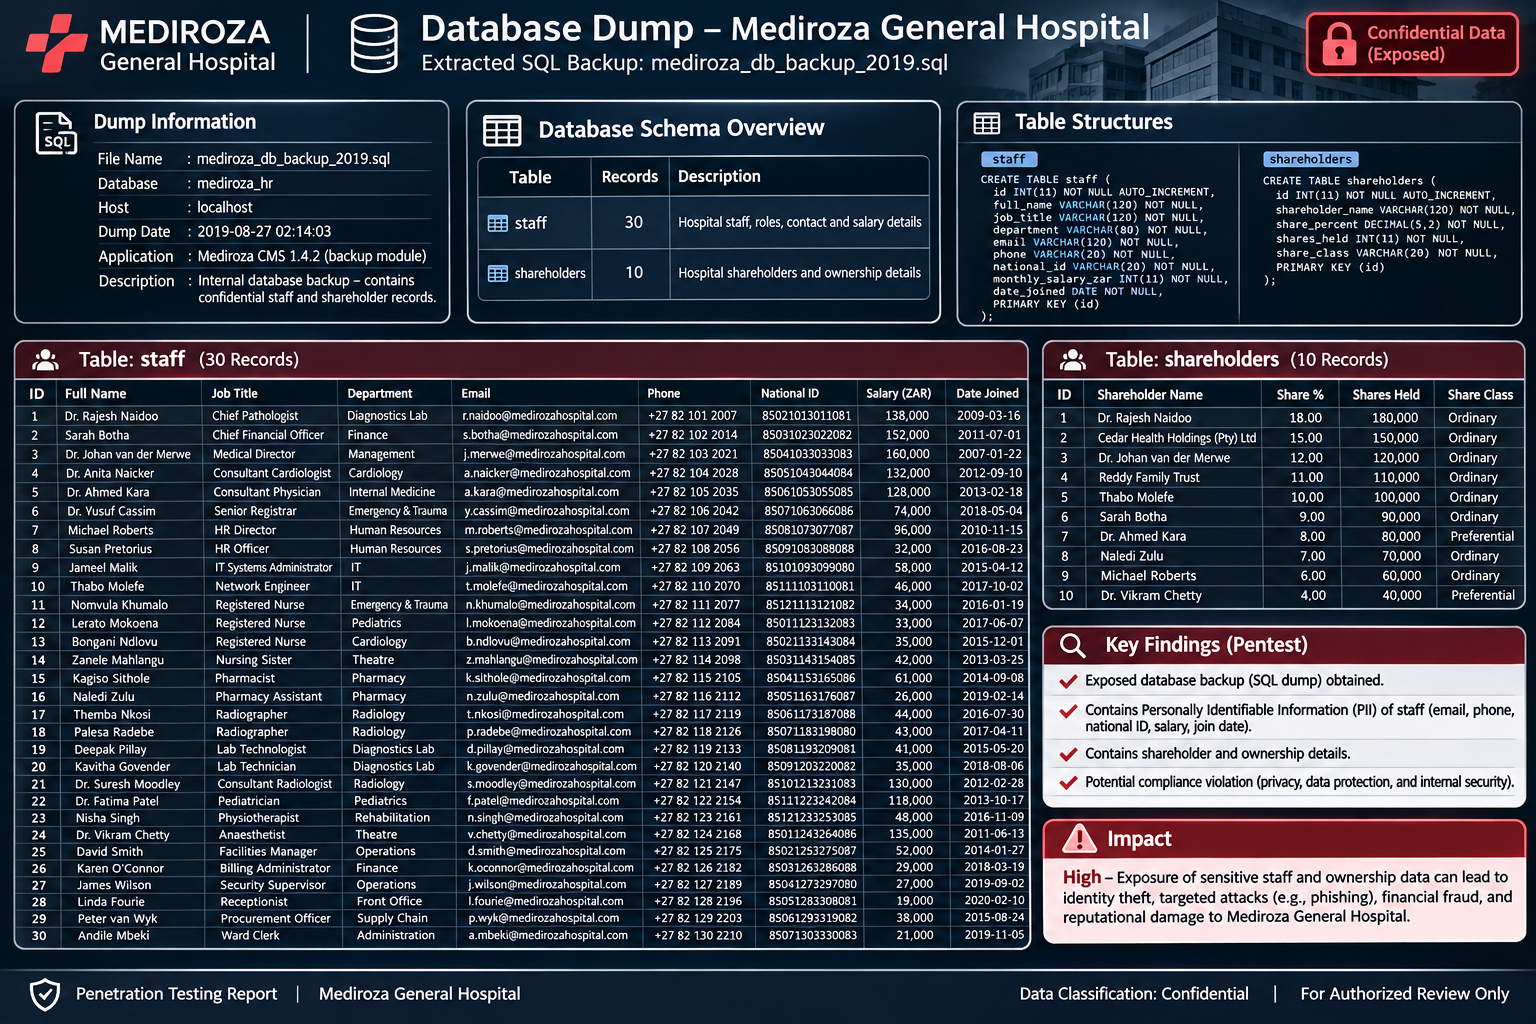 MEDIROZA
General Hospital
Database Dump – Mediroza General Hospital
Extracted SQL Backup: mediroza_db_backup_2019.sql
Confidential Data
(Exposed)
SQL
Dump Information
File Name : mediroza_db_backup_2019.sql
Database : mediroza_hr
Host : localhost
Dump Date : 2019-08-27 02:14:03
Application : Mediroza CMS 1.4.2 (backup module)
Description : Internal database backup – contains
confidential staff and shareholder records.
Database Schema Overview
Table Records Description
staff 30 Hospital staff, roles, contact and salary details
shareholders 10 Hospital shareholders and ownership details
Table Structures
staff
CREATE TABLE staff (
id INT(11) NOT NULL AUTO_INCREMENT,
full_name VARCHAR(120) NOT NULL,
job_title VARCHAR(120) NOT NULL,
department VARCHAR(80) NOT NULL,
email VARCHAR(120) NOT NULL,
phone VARCHAR(20) NOT NULL,
national_id VARCHAR(20) NOT NULL,
monthly_salary_zar INT(11) NOT NULL,
date_joined DATE NOT NULL,
PRIMARY KEY (id)
);
shareholders
CREATE TABLE shareholders (
id INT(11) NOT NULL AUTO_INCREMENT,
shareholder_name VARCHAR(120) NOT NULL,
share_percent DECIMAL(5,2) NOT NULL,
shares_held INT(11) NOT NULL,
share_class VARCHAR(20) NOT NULL,
PRIMARY KEY (id)
);
Table: staff (30 Records)
ID Full Name Job Title Department Email Phone National ID Salary (ZAR) Date Joined
1 Dr. Rajesh Naidoo Chief Pathologist Diagnostics Lab r.naidoo@medirozahospital.com +27 82 101 2007 85021013011081 138,000 2009-03-16
2 Sarah Botha Chief Financial Officer Finance s.botha@medirozahospital.com +27 82 102 2014 85031023022082 152,000 2011-07-01
3 Dr. Johan van der Merwe Medical Director Management j.merwe@medirozahospital.com +27 82 103 2021 85041033033083 160,000 2007-01-22
4 Dr. Anita Naicker Consultant Cardiologist Cardiology a.naicker@medirozahospital.com +27 82 104 2028 85051043044084 132,000 2012-09-10
5 Dr. Ahmed Kara Consultant Physician Internal Medicine a.kara@medirozahospital.com +27 82 105 2035 85061053055085 128,000 2013-02-18
6 Dr. Yusuf Cassim Senior Registrar Emergency & Trauma y.cassim@medirozahospital.com +27 82 106 2042 85071063066086 74,000 2018-05-04
7 Michael Roberts HR Director Human Resources m.roberts@medirozahospital.com +27 82 107 2049 85081073077087 96,000 2010-11-15
8 Susan Pretorius HR Officer Human Resources s.pretorius@medirozahospital.com +27 82 108 2056 85091083088088 32,000 2016-08-23
9 Jameel Malik IT Systems Administrator IT j.malik@medirozahospital.com +27 82 109 2063 85101093099080 58,000 2015-04-12
10 Thabo Molefe Network Engineer IT t.molefe@medirozahospital.com +27 82 110 2070 85111103110081 46,000 2017-10-02
11 Nomvula Khumalo Registered Nurse Emergency & Trauma n.khumalo@medirozahospital.com +27 82 111 2077 85121113121082 34,000 2016-01-19
12 Lerato Mokoena Registered Nurse Pediatrics l.mokoena@medirozahospital.com +27 82 112 2084 85011123132083 33,000 2017-06-07
13 Bongani Ndlovu Registered Nurse Cardiology b.ndlovu@medirozahospital.com +27 82 113 2091 85021133143084 35,000 2015-12-01
14 Zanele Mahlangu Nursing Sister Theatre z.mahlangu@medirozahospital.com +27 82 114 2098 85031143154085 42,000 2013-03-25
15 Kagiso Sithole Pharmacist Pharmacy k.sithole@medirozahospital.com +27 82 115 2105 85041153165086 61,000 2014-09-08
16 Naledi Zulu Pharmacy Assistant Pharmacy n.zulu@medirozahospital.com +27 82 116 2112 85051163176087 26,000 2019-02-14
17 Themba Nkosi Radiographer Radiology t.nkosi@medirozahospital.com +27 82 117 2119 85061173187088 44,000 2016-07-30
18 Palesa Radebe Radiographer Radiology p.radebe@medirozahospital.com +27 82 118 2126 85071183198080 43,000 2017-04-11
19 Deepak Pillay Lab Technologist Diagnostics Lab d.pillay@medirozahospital.com +27 82 119 2133 85081193209081 41,000 2015-05-20
20 Kavitha Govender Lab Technician Diagnostics Lab k.govender@medirozahospital.com +27 82 120 2140 85091203220082 35,000 2018-08-06
21 Dr. Suresh Moodley Consultant Radiologist Radiology s.moodley@medirozahospital.com +27 82 121 2147 85101213231083 130,000 2012-02-28
22 Dr. Fatima Patel Pediatrician Pediatrics f.patel@medirozahospital.com +27 82 122 2154 85111223242084 118,000 2013-10-17
23 Nisha Singh Physiotherapist Rehabilitation n.singh@medirozahospital.com +27 82 123 2161 85121233253085 48,000 2016-11-09
24 Dr. Vikram Chetty Anaesthetist Theatre v.chetty@medirozahospital.com +27 82 124 2168 85011243264086 135,000 2011-06-13
25 David Smith Facilities Manager Operations d.smith@medirozahospital.com +27 82 125 2175 85021253275087 52,000 2014-01-27
26 Karen O'Connor Billing Administrator Finance k.oconnor@medirozahospital.com +27 82 126 2182 85031263286088 29,000 2018-03-19
27 James Wilson Security Supervisor Operations j.wilson@medirozahospital.com +27 82 127 2189 85041273297080 27,000 2019-09-02
28 Linda Fourie Receptionist Front Office l.fourie@medirozahospital.com +27 82 128 2196 85051283308081 19,000 2020-02-10
29 Peter van Wyk Procurement Officer Supply Chain p.wyk@medirozahospital.com +27 82 129 2203 85061293319082 38,000 2015-08-24
30 Andile Mbeki Ward Clerk Administration a.mbeki@medirozahospital.com +27 82 130 2210 85071303330083 21,000 2019-11-05
Table: shareholders (10 Records)
ID Shareholder Name Share % Shares Held Share Class
1 Dr. Rajesh Naidoo 18.00 180,000 Ordinary
2 Cedar Health Holdings (Pty) Ltd 15.00 150,000 Ordinary
3 Dr. Johan van der Merwe 12,00 120,000 Ordinary
4 Reddy Family Trust 11.00 110,000 Ordinary
5 Thabo Molefe 10,00 100,000 Ordinary
6 Sarah Botha 9.00 90,000 Ordinary
7 Dr. Ahmed Kara 8,00 80,000 Preferential
8 Naledi Zulu 7.00 70,000 Ordinary
9 Michael Roberts 6.00 60,000 Ordinary
10 Dr. Vikram Chetty 4,00 40,000 Preferential
Key Findings (Pentest)
Exposed database backup (SQL dump) obtained.
Contains Personally Identifiable Information (PII) of staff (email, phone,
national ID, salary, join date).
Contains shareholder and ownership details.
Potential compliance violation (privacy, data protection, and internal security).
Impact
High – Exposure of sensitive staff and ownership data can lead to
identity theft, targeted attacks (e.g., phishing), financial fraud, and
reputational damage to Mediroza General Hospital.
Penetration Testing Report | Mediroza General Hospital
Data Classification: Confidential | For Authorized Review Only